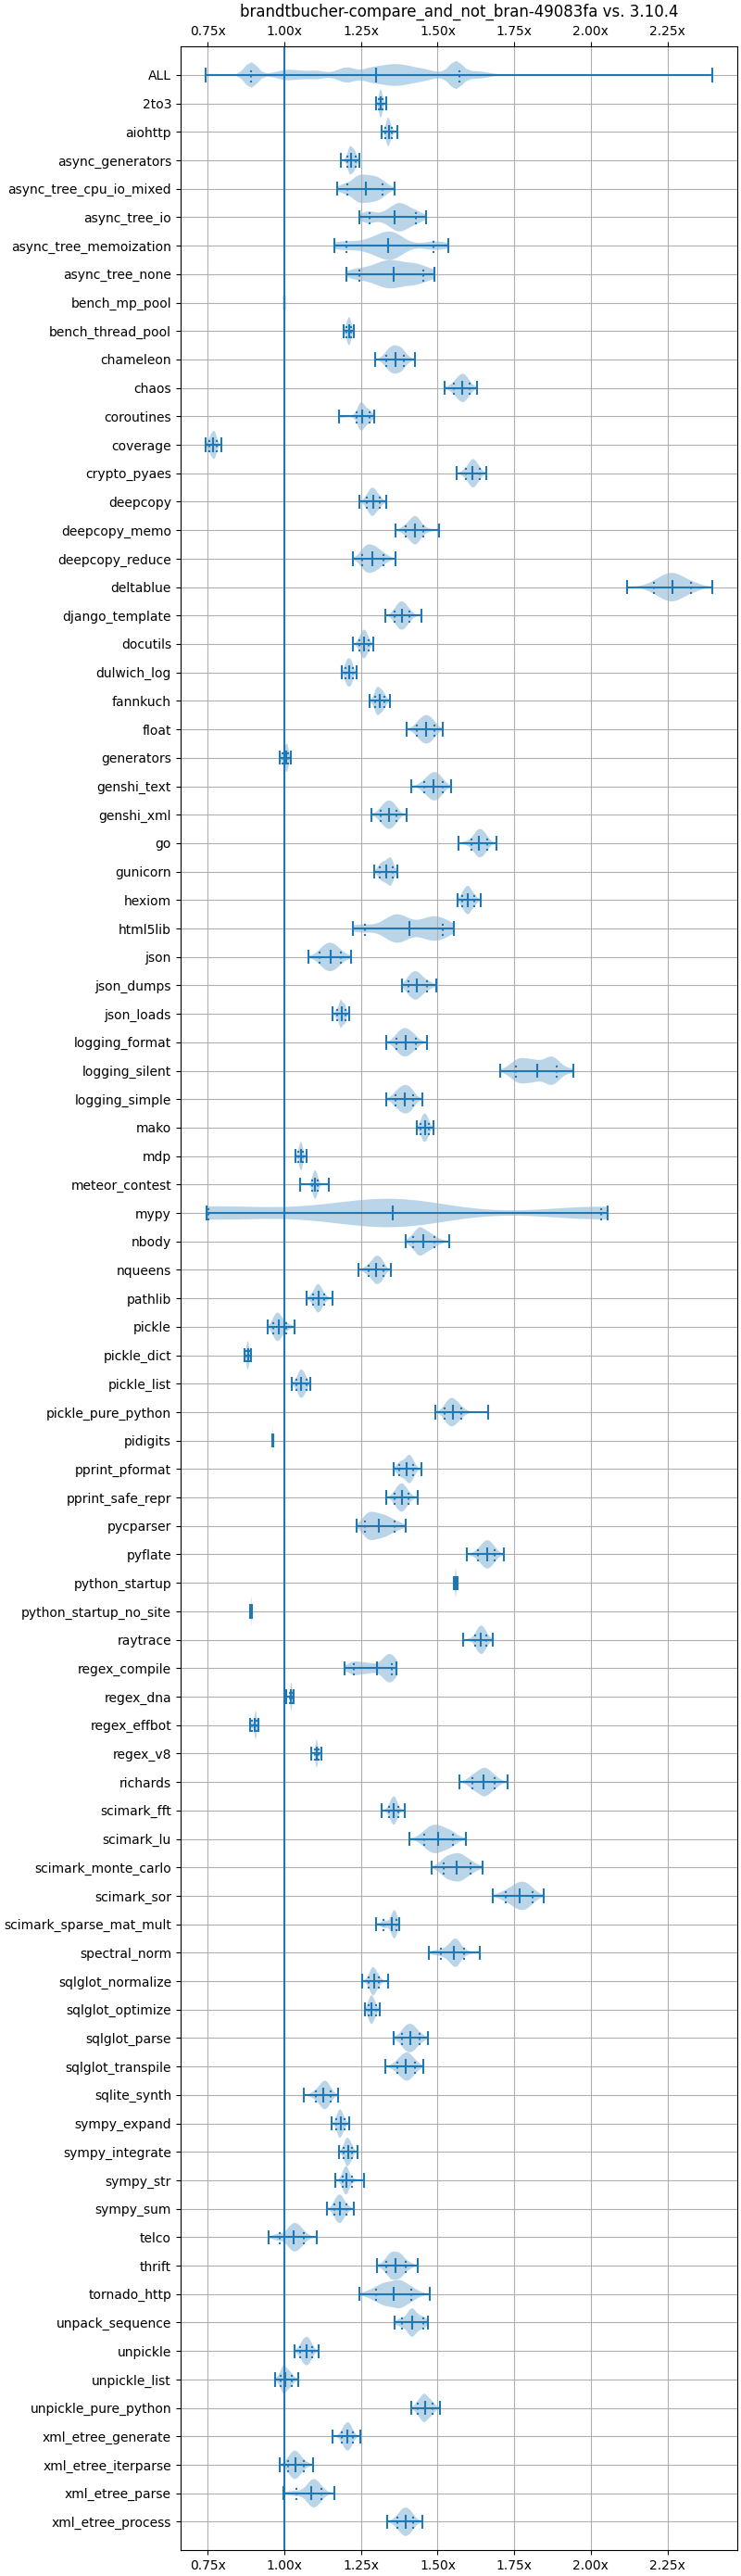 brandtbucher-compare_and_not_bran-49083fa vs. 3.10.4
0.75x 1.00x 1.25x 1.50x 1.75x 2.00x 2.25x
ALL
2to3
aiohttp
async_generators
async_tree_cpu_io_mixed
async_tree_io
async_tree_memoization
async_tree_none
bench_mp_pool
bench_thread_pool
chameleon
chaos
coroutines
coverage
crypto_pyaes
deepcopy
deepcopy_memo
deepcopy_reduce
deltablue
django_template
docutils
dulwich_log
fannkuch
float
generators
genshi_text
genshi_xml
go
gunicorn
hexiom
html5lib
json
json_dumps
json_loads
logging_format
logging_silent
logging_simple
mako
mdp
meteor_contest
mypy
nbody
nqueens
pathlib
pickle
pickle_dict
pickle_list
pickle_pure_python
pidigits
pprint_pformat
pprint_safe_repr
pycparser
pyflate
python_startup
python_startup_no_site
raytrace
regex_compile
regex_dna
regex_effbot
regex_v8
richards
scimark_fft
scimark_lu
scimark_monte_carlo
scimark_sor
scimark_sparse_mat_mult
spectral_norm
sqlglot_normalize
sqlglot_optimize
sqlglot_parse
sqlglot_transpile
sqlite_synth
sympy_expand
sympy_integrate
sympy_str
sympy_sum
telco
thrift
tornado_http
unpack_sequence
unpickle
unpickle_list
unpickle_pure_python
xml_etree_generate
xml_etree_iterparse
xml_etree_parse
xml_etree_process
0.75x 1.00x 1.25x 1.50x 1.75x 2.00x 2.25x